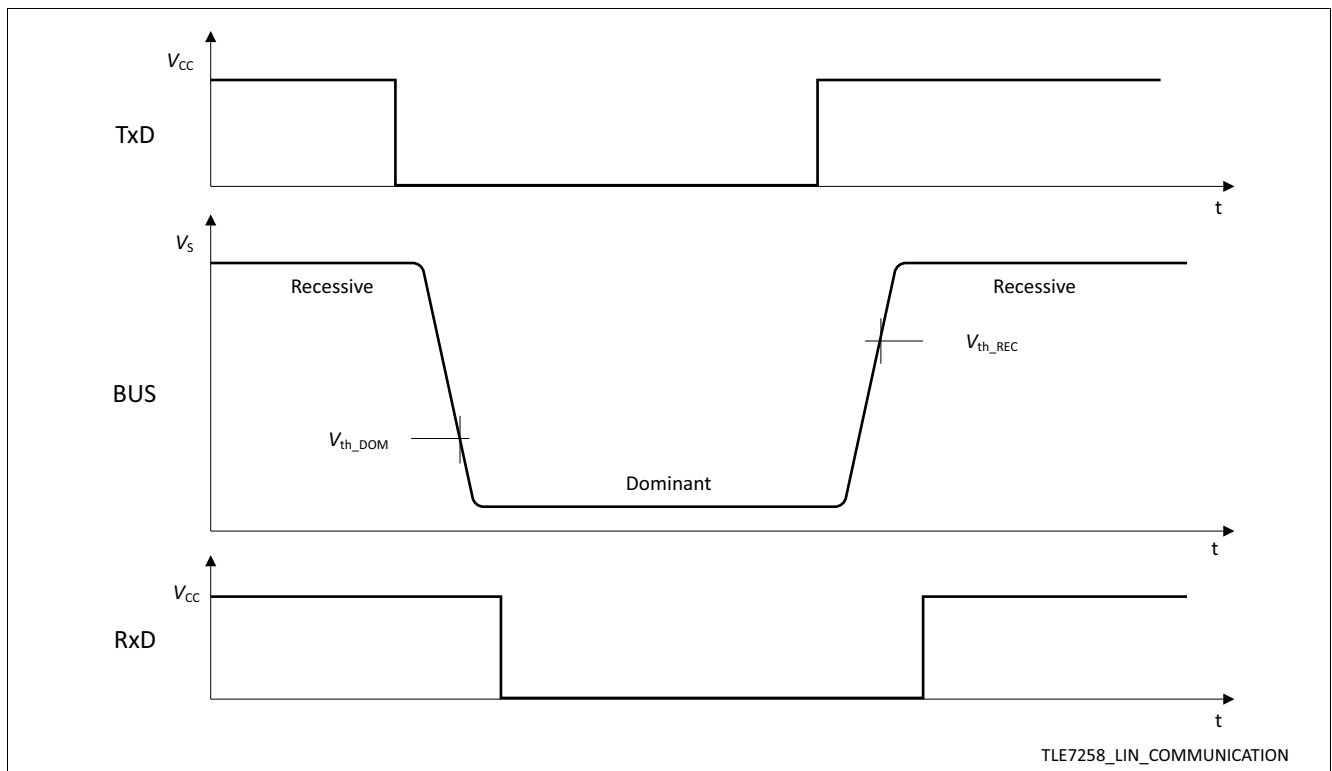 VCC
TxD
t
VS
Recessive
Recessive
Vth_REC
BUS
Vth_DOM
Dominant
t
VCC
RxD
t
TLE7258_LIN_COMMUNICATION